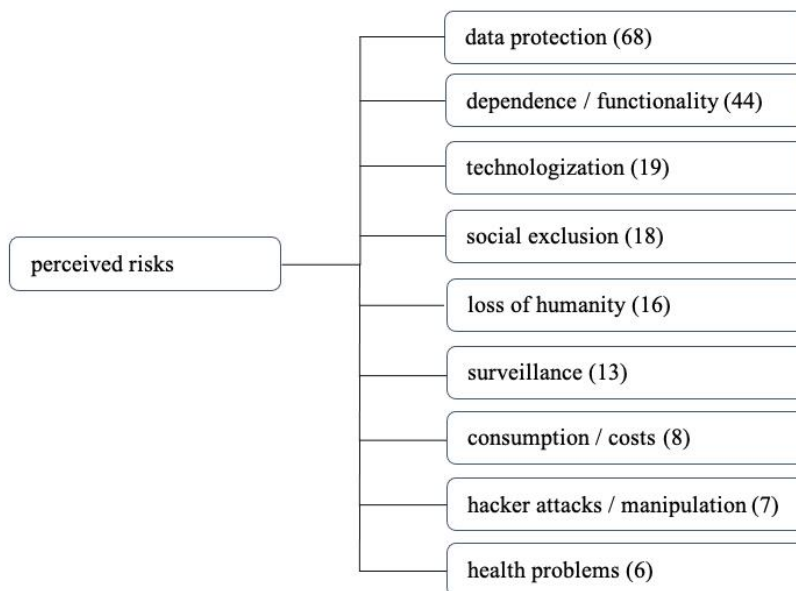 perceived risks
data protection (68)
dependence / functionality (44)
technologization (19)
social exclusion (18)
loss of humanity (16)
surveillance (13)
consumption / costs (8)
hacker attacks / manipulation (7)
health problems (6)